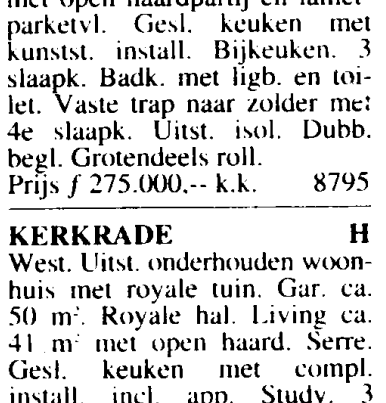 met open haardpartij en lamel-
parketvl. Gesl. keuken met
kunstst. install. Bijkeuken. 3
slaapk. Badk. met ligb. en toi-
let. Vaste trap naar zolder met
4e slaapk. Uitst. isol. Dubb.
begl. Grotendeels roll.
Prijs ƒ 275.000,-- k.k. 8795
KERKRADE H
West. Uitst. onderhouden woon-
huis met royale tuin. Gar. ca.
50 m². Royale hal. Living ca.
41 m² met open haard. Serre.
Gesl. keuken met compl.
install. incl. app. Study. 3